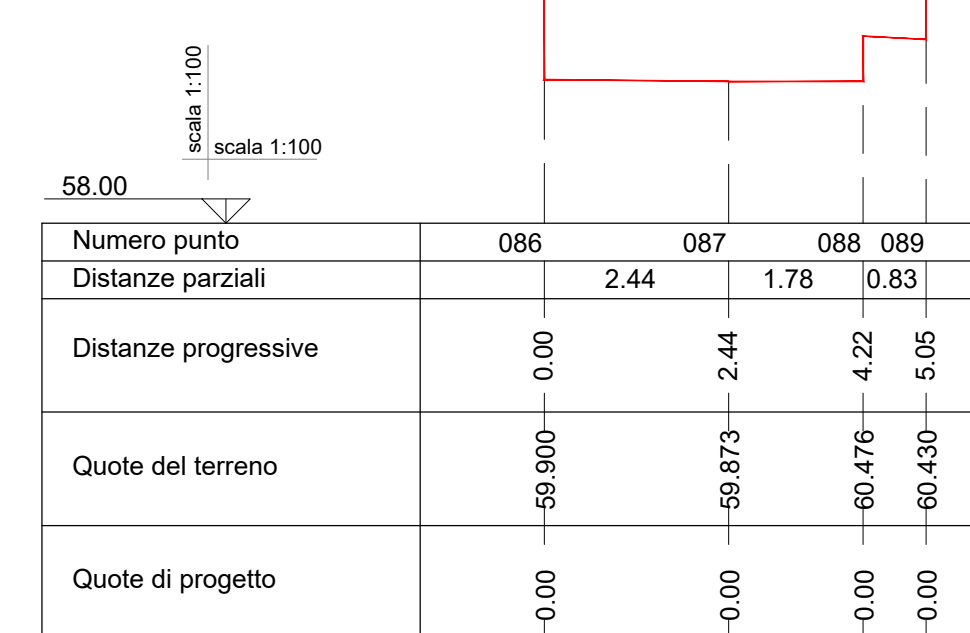 scala 1:100
scala 1:100
58.00
Numero punto 086 087 088 089
Distanze parziali 2.44 1.78 0.83
Distanze progressive 0.00 2.44 4.22 5.05
Quote del terreno 59.900 59.873 60.476 60.430
Quote di progetto 0.00 0.00 0.00 0.00